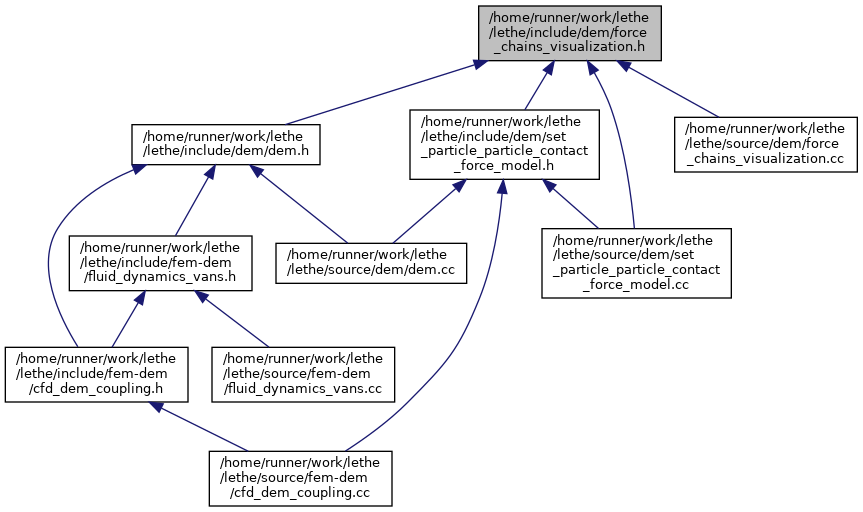 /home/runner/work/lethe
/lethe/include/dem/force
_chains_visualization.h
/home/runner/work/lethe
/lethe/include/dem/dem.h
/home/runner/work/lethe
/lethe/include/dem/set
_particle_particle_contact
_force_model.h
/home/runner/work/lethe
/lethe/source/dem/force
_chains_visualization.cc
/home/runner/work/lethe
/lethe/include/fem-dem
/fluid_dynamics_vans.h
/home/runner/work/lethe
/lethe/source/dem/dem.cc
/home/runner/work/lethe
/lethe/source/dem/set
_particle_particle_contact
_force_model.cc
/home/runner/work/lethe
/lethe/include/fem-dem
/cfd_dem_coupling.h
/home/runner/work/lethe
/lethe/source/fem-dem
/fluid_dynamics_vans.cc
/home/runner/work/lethe
/lethe/source/fem-dem
/cfd_dem_coupling.cc